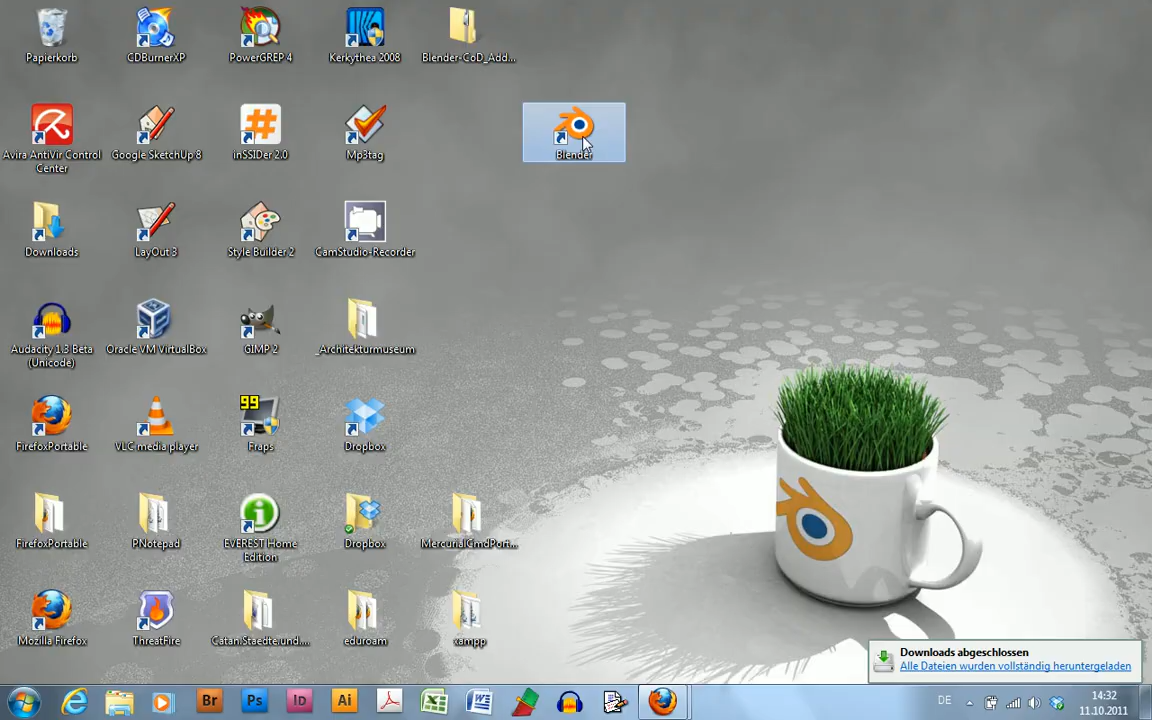 Papierkorb
CDBurnerXP
PowerGREP 4
Kerkythea 2008
Blender-CoD_Add...
Avira AntiVir Control
Center
Google SketchUp 8
inSSIDer 2.0
Mp3tag
Blender
Downloads
LayOut 3
Style Builder 2
CamStudio-Recorder
Audacity 1.3 Beta
(Unicode)
Oracle VM VirtualBox
GIMP 2
_Architekturmuseum
99
FirefoxPortable
VLC media player
Fraps
Dropbox
FirefoxPortable
PNotepad
EVEREST Home
Edition
Dropbox
MercurialCmdPort...
Mozilla Firefox
ThreatFire
Catan.Staedte.und....
eduroam
xampp
Downloads abgeschlossen
Alle Dateien wurden vollständig heruntergeladen
Br
Ps
Id
Ai
DE
14:32
11.10.2011